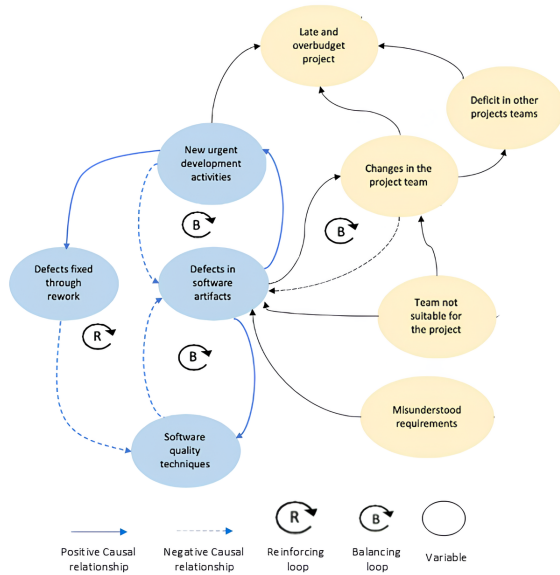 Late and
overbudget
project
Deficit in other
projects teams
New urgent
development
activities
Changes in the
project team
B
B
Defects fixed
through
rework
Defects in
software
artifacts
Team not
suitable for
the project
R
B
Misunderstood
requirements
Software
quality
techniques
R
B
Positive Causal
relationship
Negative Causal
relationship
Reinforcing
loop
Balancing
loop
Variable